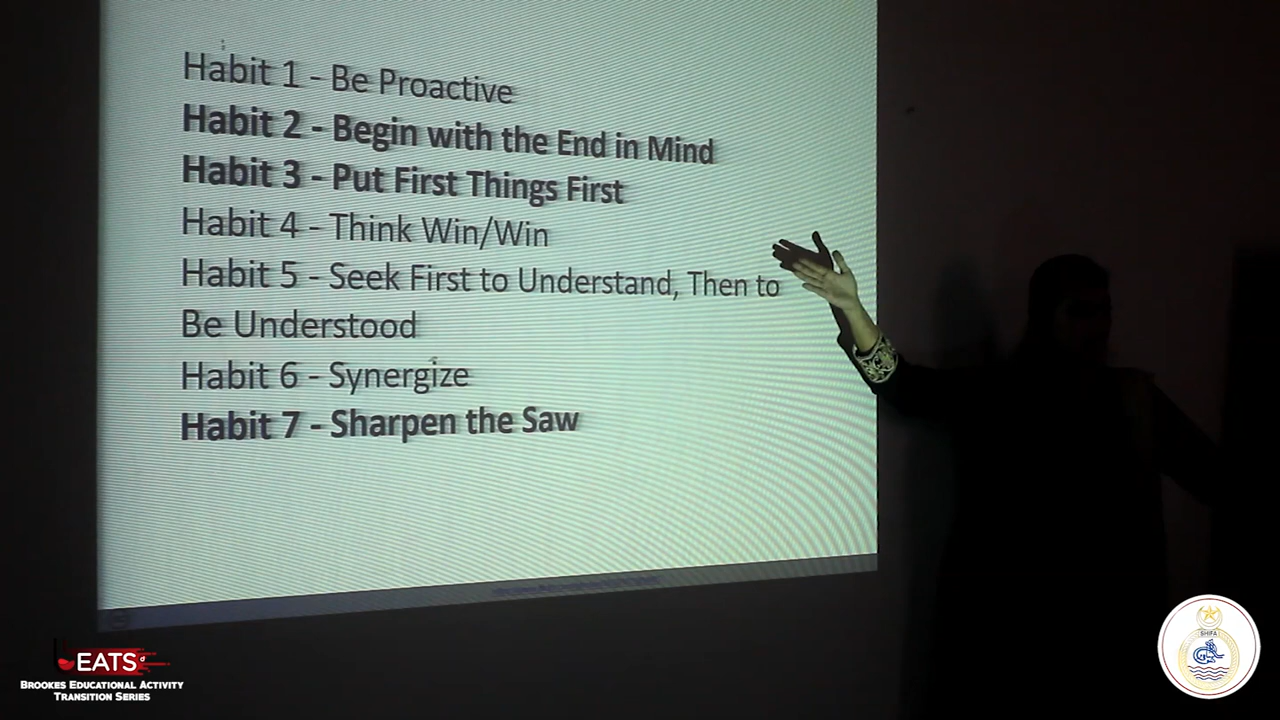 Habit 1 - Be Proactive
Habit 2 - Begin with the End in Mind
Habit 3 - Put First Things First
Habit 4 - Think Win/Win
Habit 5 - Seek First to Understand, Then to
Be Understood
Habit 6 - Synergize
Habit 7 - Sharpen the Saw
EATS
BROOKES EDUCATIONAL ACTIVITY
TRANSITION SERIES
SHIFA